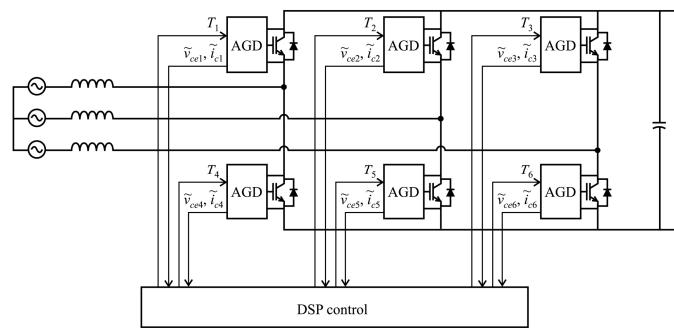 T1
AGD
ṽce1, ĩc1
T2
AGD
ṽce2, ĩc2
T3
AGD
ṽce3, ĩc3
T4
AGD
ṽce4, ĩc4
T5
AGD
ṽce5, ĩc5
T6
AGD
ṽce6, ĩc6
DSP control